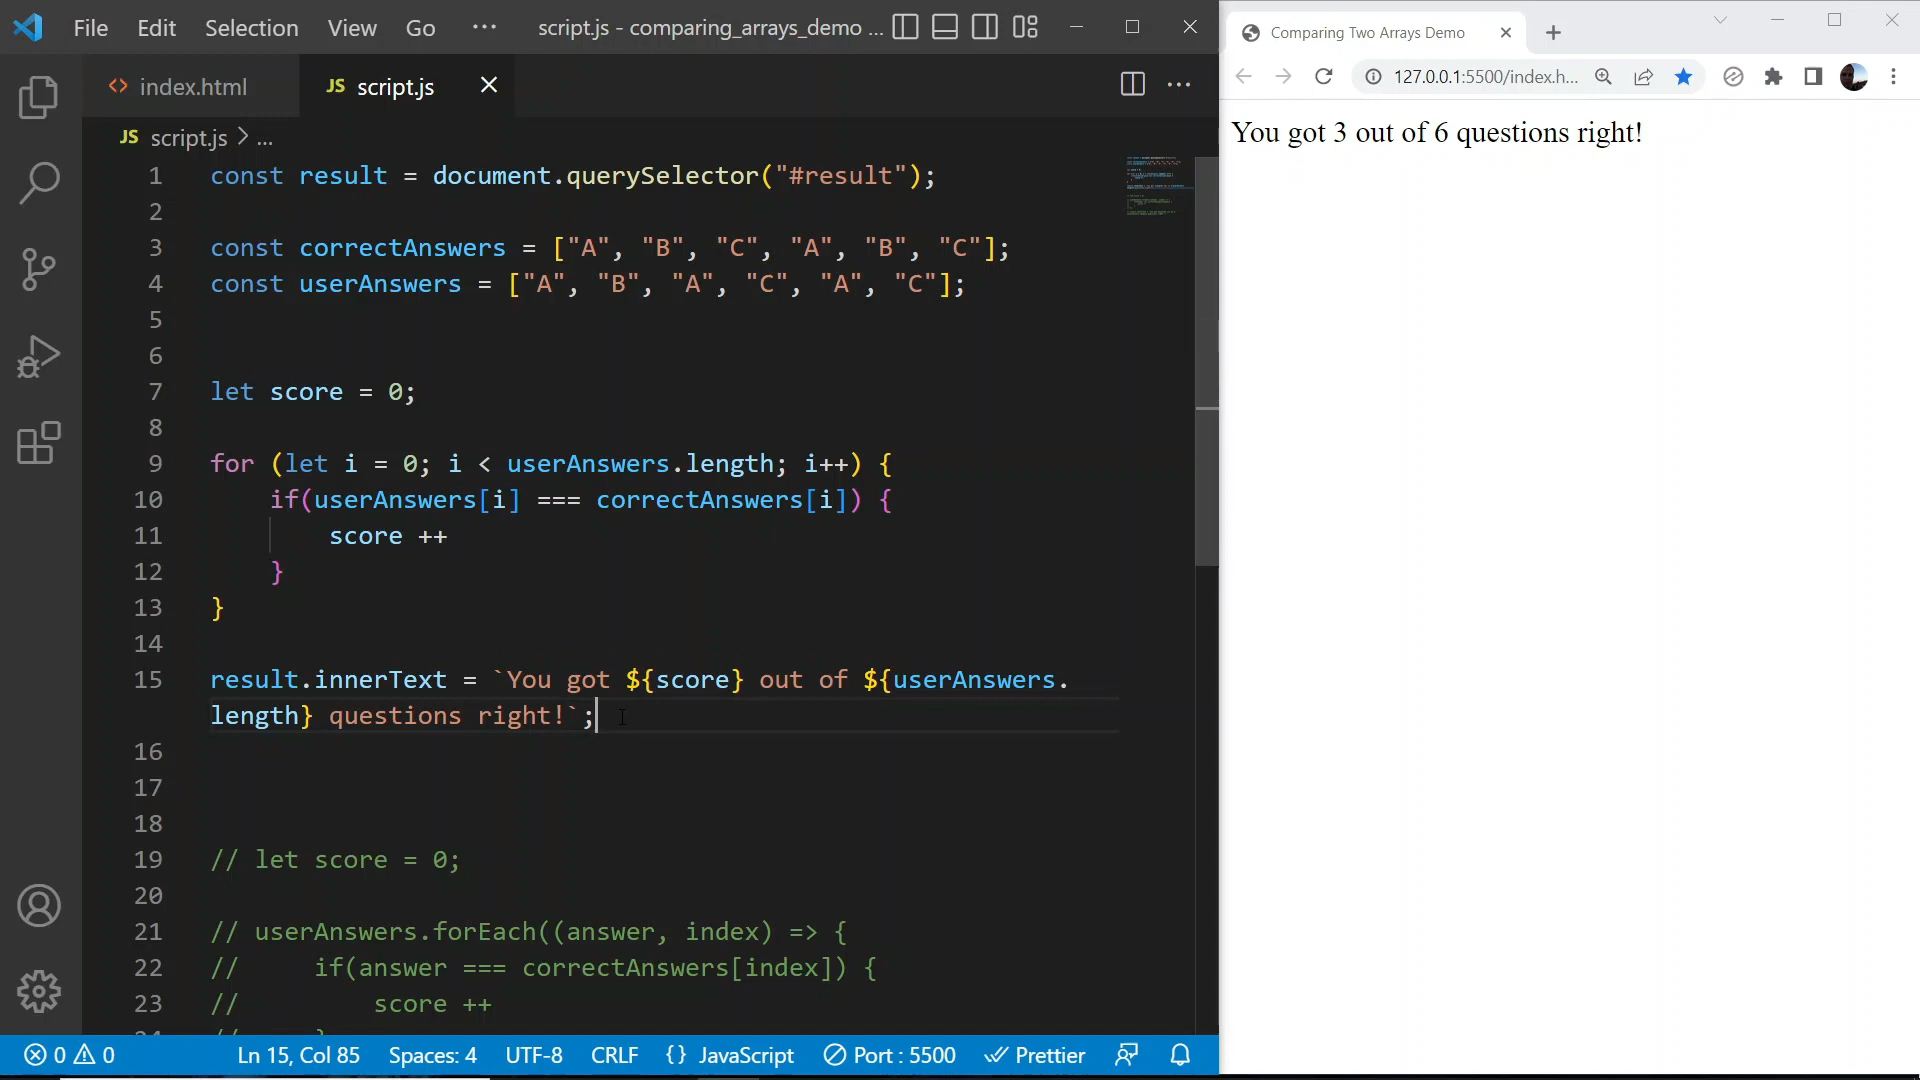 File Edit Selection View Go ··· script.js - comparing_arrays_demo ...
index.html JS script.js
JS script.js > ...
1 const result = document.querySelector("#result");
2
3 const correctAnswers = ["A", "B", "C", "A", "B", "C"];
4 const userAnswers = ["A", "B", "A", "C", "A", "C"];
5
6
7 let score = 0;
8
9 for (let i = 0; i < userAnswers.length; i++) {
10 if(userAnswers[i] === correctAnswers[i]) {
11 score ++
12 }
13 }
14
15 result.innerText = `You got ${score} out of ${userAnswers.
length} questions right!`;
16
17
18
19 // let score = 0;
20
21 // userAnswers.forEach((answer, index) => {
22 // if(answer === correctAnswers[index]) {
23 // score ++
0 0 Ln 15, Col 85 Spaces: 4 UTF-8 CRLF {} JavaScript Port : 5500 Prettier
Comparing Two Arrays Demo
127.0.0.1:5500/index.h...
You got 3 out of 6 questions right!